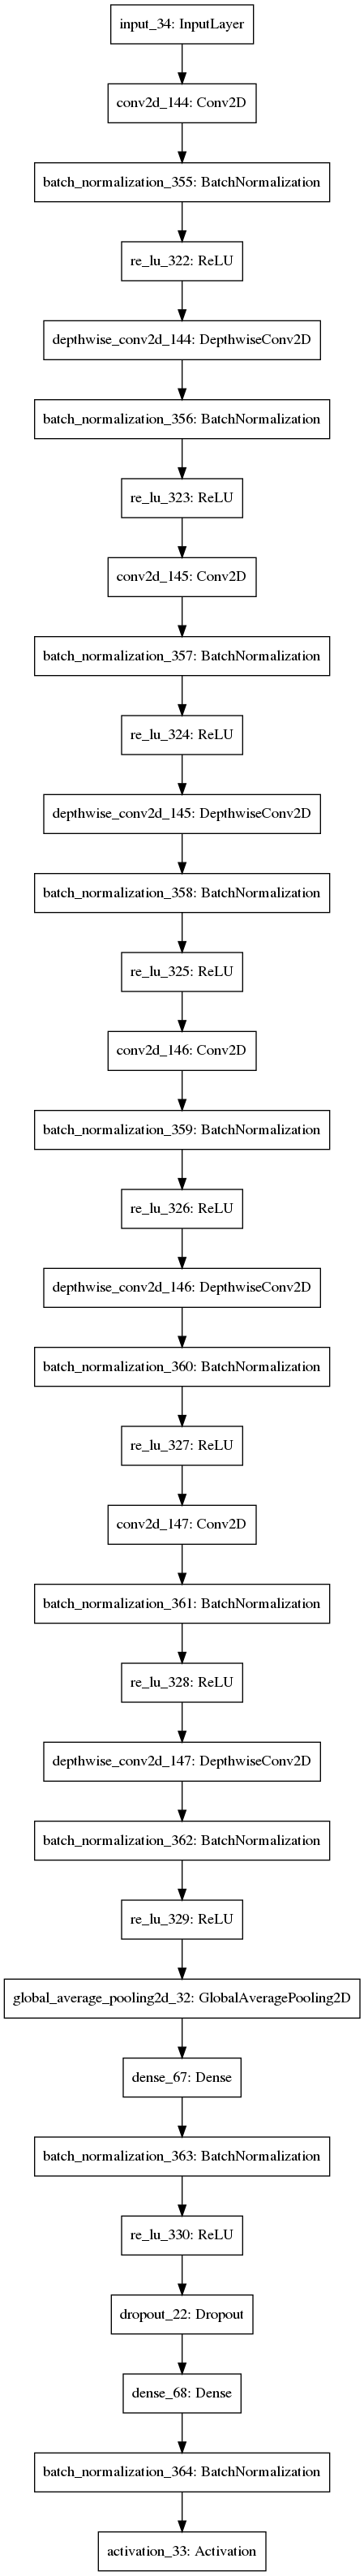 input_34: InputLayer
conv2d_144: Conv2D
batch_normalization_355: BatchNormalization
re_lu_322: ReLU
depthwise_conv2d_144: DepthwiseConv2D
batch_normalization_356: BatchNormalization
re_lu_323: ReLU
conv2d_145: Conv2D
batch_normalization_357: BatchNormalization
re_lu_324: ReLU
depthwise_conv2d_145: DepthwiseConv2D
batch_normalization_358: BatchNormalization
re_lu_325: ReLU
conv2d_146: Conv2D
batch_normalization_359: BatchNormalization
re_lu_326: ReLU
depthwise_conv2d_146: DepthwiseConv2D
batch_normalization_360: BatchNormalization
re_lu_327: ReLU
conv2d_147: Conv2D
batch_normalization_361: BatchNormalization
re_lu_328: ReLU
depthwise_conv2d_147: DepthwiseConv2D
batch_normalization_362: BatchNormalization
re_lu_329: ReLU
global_average_pooling2d_32: GlobalAveragePooling2D
dense_67: Dense
batch_normalization_363: BatchNormalization
re_lu_330: ReLU
dropout_22: Dropout
dense_68: Dense
batch_normalization_364: BatchNormalization
activation_33: Activation